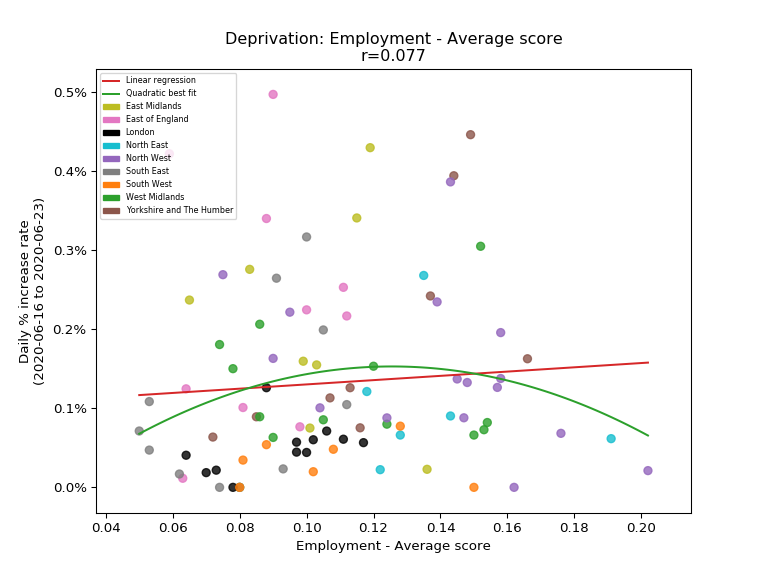 Deprivation: Employment - Average score
r=0.077
Linear regression
Quadratic best fit
East Midlands
East of England
London
North East
North West
South East
South West
West Midlands
Yorkshire and The Humber
0.5%
0.4%
0.3%
0.2%
0.1%
0.0%
Daily % increase rate
(2020-06-16 to 2020-06-23)
0.04 0.06 0.08 0.10 0.12 0.14 0.16 0.18 0.20
Employment - Average score